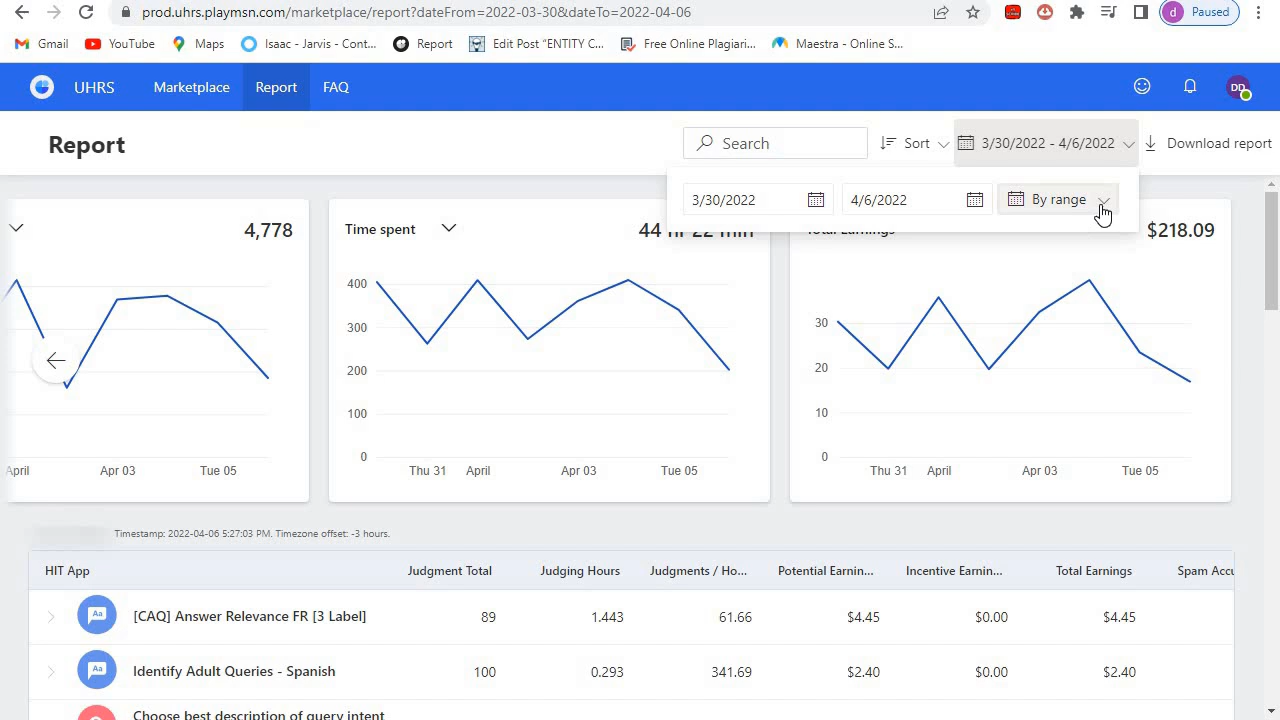 prod.uhrs.playmsn.com/marketplace/report?dateFrom=2022-03-30&dateTo=2022-04-06
d Paused
Gmail YouTube Maps Isaac - Jarvis - Cont... Report Edit Post "ENTITY C... Free Online Plagiari... Maestra - Online S...
UHRS Marketplace Report FAQ DD
Report Search Sort 3/30/2022 - 4/6/2022 Download report
3/30/2022 4/6/2022 By range
4,778 Time spent 44 hr 22 min Total Earnings $218.09
400
300
200
100
0
30
20
10
0
April Apr 03 Tue 05 Thu 31 April Apr 03 Tue 05 Thu 31 April Apr 03 Tue 05
Timestamp: 2022-04-06 5:27:03 PM. Timezone offset: -3 hours.
HIT App Judgment Total Judging Hours Judgments / Ho... Potential Earnin... Incentive Earnin... Total Earnings Spam Accu
Aa [CAQ] Answer Relevance FR [3 Label] 89 1.443 61.66 $4.45 $0.00 $4.45
Aa Identify Adult Queries - Spanish 100 0.293 341.69 $2.40 $0.00 $2.40
Choose best description of query intent